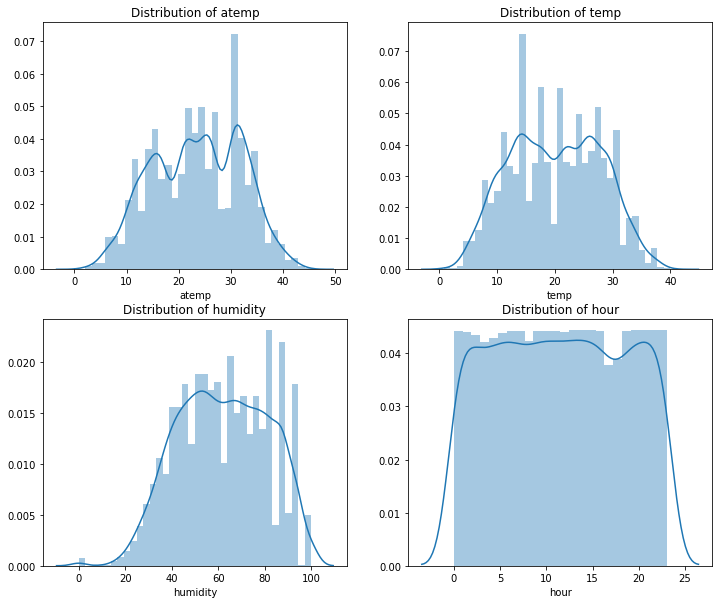 Distribution of atemp
0.07
0.06
0.05
0.04
0.03
0.02
0.01
0.00
0 10 20 30 40 50
atemp
Distribution of temp
0.07
0.06
0.05
0.04
0.03
0.02
0.01
0.00
0 10 20 30 40
temp
Distribution of humidity
0.020
0.015
0.010
0.005
0.000
0 20 40 60 80 100
humidity
Distribution of hour
0.04
0.03
0.02
0.01
0.00
0 5 10 15 20 25
hour